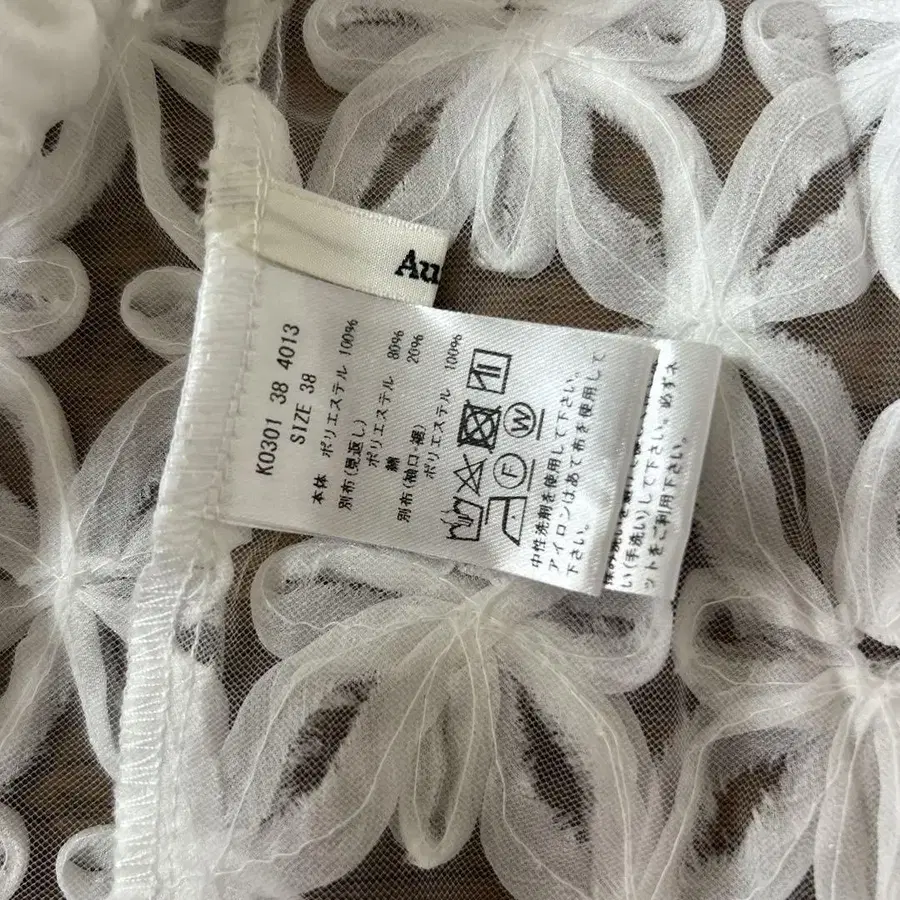 Au
K0301 38 4013
SIZE 38
本体 ポリエステル 100%
別布(見返し)
ポリエステル 80%
綿 20%
別布(袖口・裾)
ポリエステル 100%
F W
中性洗剤を使用して下さい。
アイロンはあて布を使用して
下さい。
い(手洗い)して下さい。必ずネ
ットをご利用下さい。